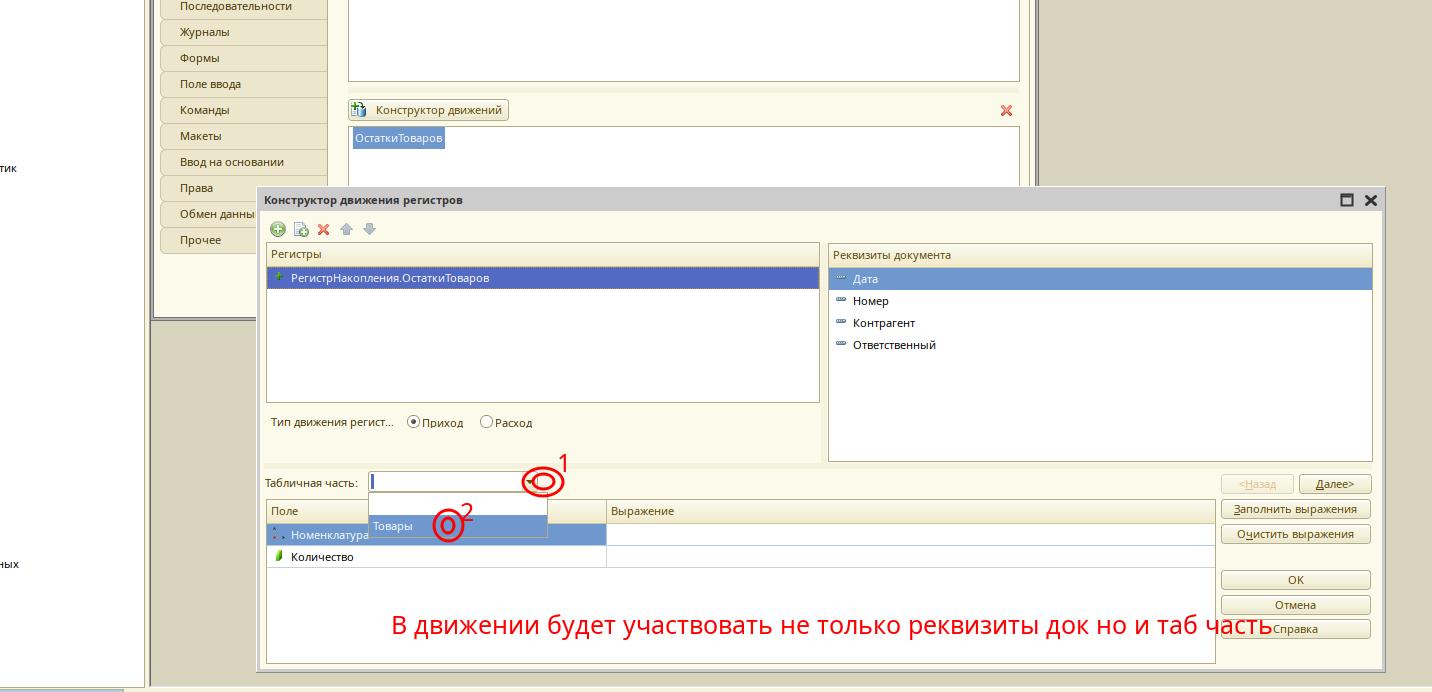 Последовательности
Журналы
Формы
Поле ввода
Команды
Макеты
Ввод на основании
Права
Обмен данны
Прочее
тик
ных
Конструктор движений
ОстаткиТоваров
Конструктор движения регистров
Регистры
РегистрНакопления.ОстаткиТоваров
Реквизиты документа
Дата
Номер
Контрагент
Ответственный
Тип движения регист...
Приход
Расход
1
Табличная часть:
<Назад
Далее>
Товары
2
Поле
Выражение
Номенклатура
Количество
Заполнить выражения
Очистить выражения
OK
Отмена
Справка
В движении будет участвовать не только реквизиты док но и таб часть